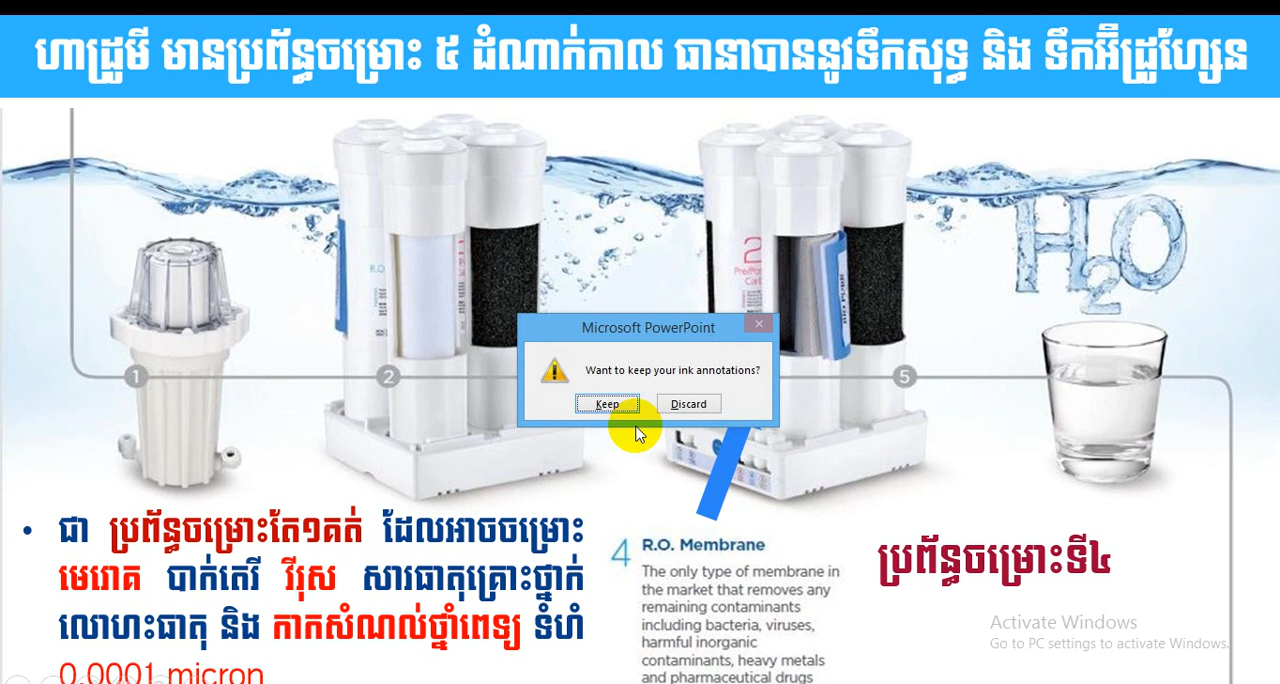 ហាដ្រូមី មានប្រព័ន្ធចម្រោះ ៥ ដំណាក់កាល ធានាបាននូវទឹកសុទ្ធ និង ទឹកអ៊ីដ្រូហ្សែន
R.O
2
Pre/Pos
Carb
H2O
Microsoft PowerPoint
Want to keep your ink annotations?
Keep
Discard
1
2
5
• ជា ប្រព័ន្ធចម្រោះតែ១គត់ ដែលអាចចម្រោះ
មេរោគ បាក់តេរី វីរុស សារធាតុគ្រោះថ្នាក់
លោហះធាតុ និង កាកសំណល់ថ្នាំពេទ្យ ទំហំ
0.0001 micron
4 R.O. Membrane
The only type of membrane in
the market that removes any
remaining contaminants
including bacteria, viruses,
harmful inorganic
contaminants, heavy metals
and pharmaceutical drugs
ប្រព័ន្ធចម្រោះទី៤
Activate Windows
Go to PC settings to activate Windows.